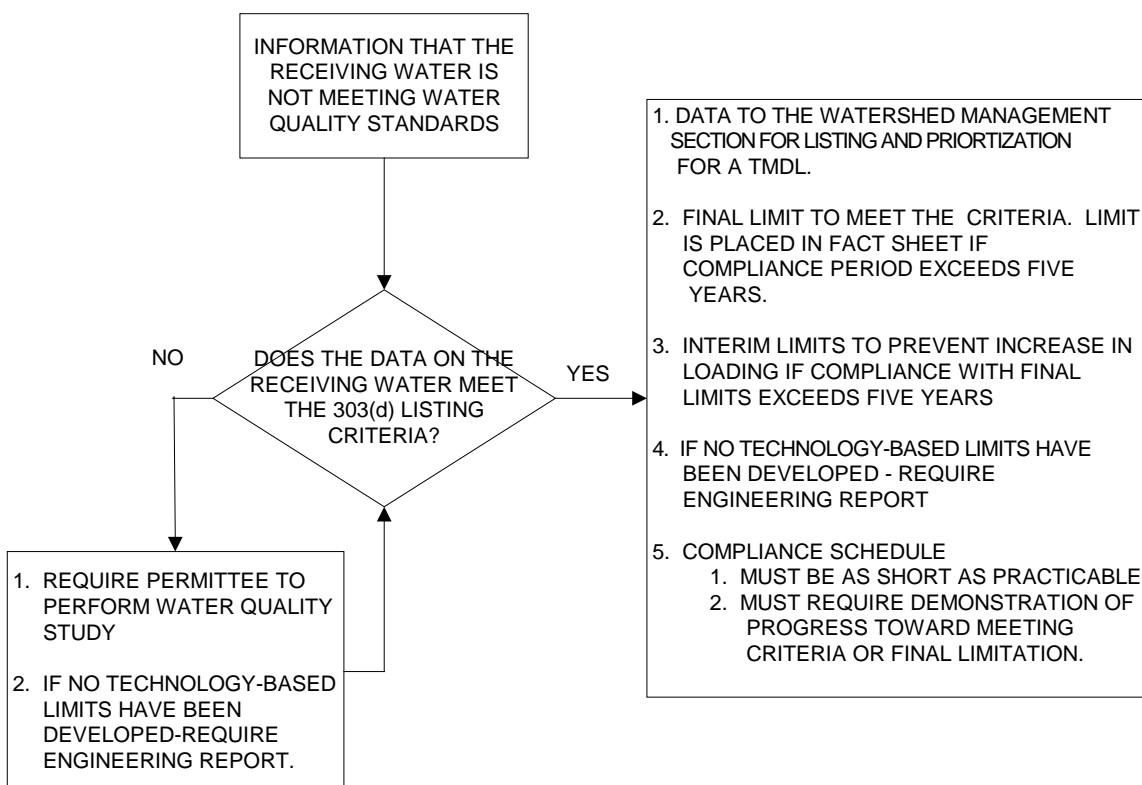 INFORMATION THAT THE
RECEIVING WATER IS
NOT MEETING WATER
QUALITY STANDARDS
DOES THE DATA ON THE
RECEIVING WATER MEET
THE 303(d) LISTING
CRITERIA?
NO
YES
1. REQUIRE PERMITTEE TO
PERFORM WATER QUALITY
STUDY
2. IF NO TECHNOLOGY-BASED
LIMITS HAVE BEEN
DEVELOPED-REQUIRE
ENGINEERING REPORT.
1. DATA TO THE WATERSHED MANAGEMENT
SECTION FOR LISTING AND PRIORTIZATION
FOR A TMDL.
2. FINAL LIMIT TO MEET THE CRITERIA. LIMIT
IS PLACED IN FACT SHEET IF
COMPLIANCE PERIOD EXCEEDS FIVE
YEARS.
3. INTERIM LIMITS TO PREVENT INCREASE IN
LOADING IF COMPLIANCE WITH FINAL
LIMITS EXCEEDS FIVE YEARS
4. IF NO TECHNOLOGY-BASED LIMITS HAVE
BEEN DEVELOPED - REQUIRE
ENGINEERING REPORT
5. COMPLIANCE SCHEDULE
1. MUST BE AS SHORT AS PRACTICABLE
2. MUST REQUIRE DEMONSTRATION OF
PROGRESS TOWARD MEETING
CRITERIA OR FINAL LIMITATION.